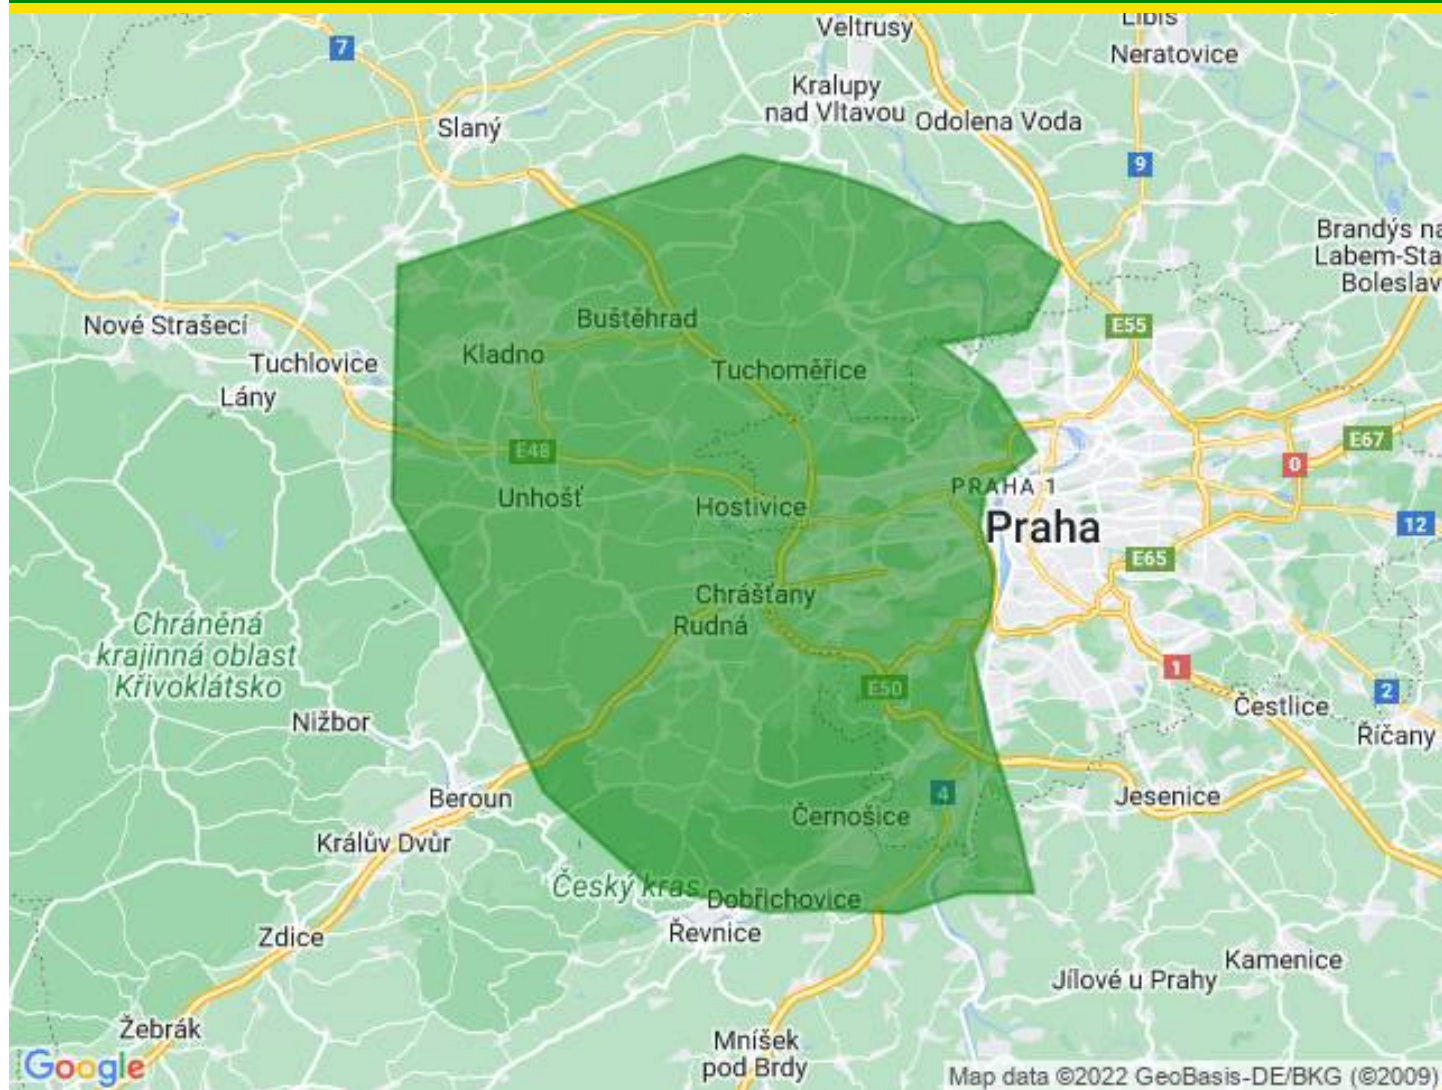 Veltrusy
Libiš
Neratovice
7
Kralupy
nad Vltavou
Odolena Voda
Slaný
9
Brandýs na
Labem-Sta
Boleslav
Buštěhrad
Nové Strašecí
E55
Kladno
Tuchlovice
Tuchoměřice
Lány
E48
E67
0
PRAHA 1
Unhošť
Hostivice
Praha
12
E65
Chrášťany
Rudná
Chráněná
krajinná oblast
Křivoklátsko
1
E50
2
Nižbor
Čestlice
Říčany
Beroun
4
Jesenice
Černošice
Králův Dvůr
Český kras
Dobřichovice
Řevnice
Zdice
Kamenice
Jílové u Prahy
Žebrák
Mníšek
pod Brdy
Google
Map data ©2022 GeoBasis-DE/BKG (©2009)